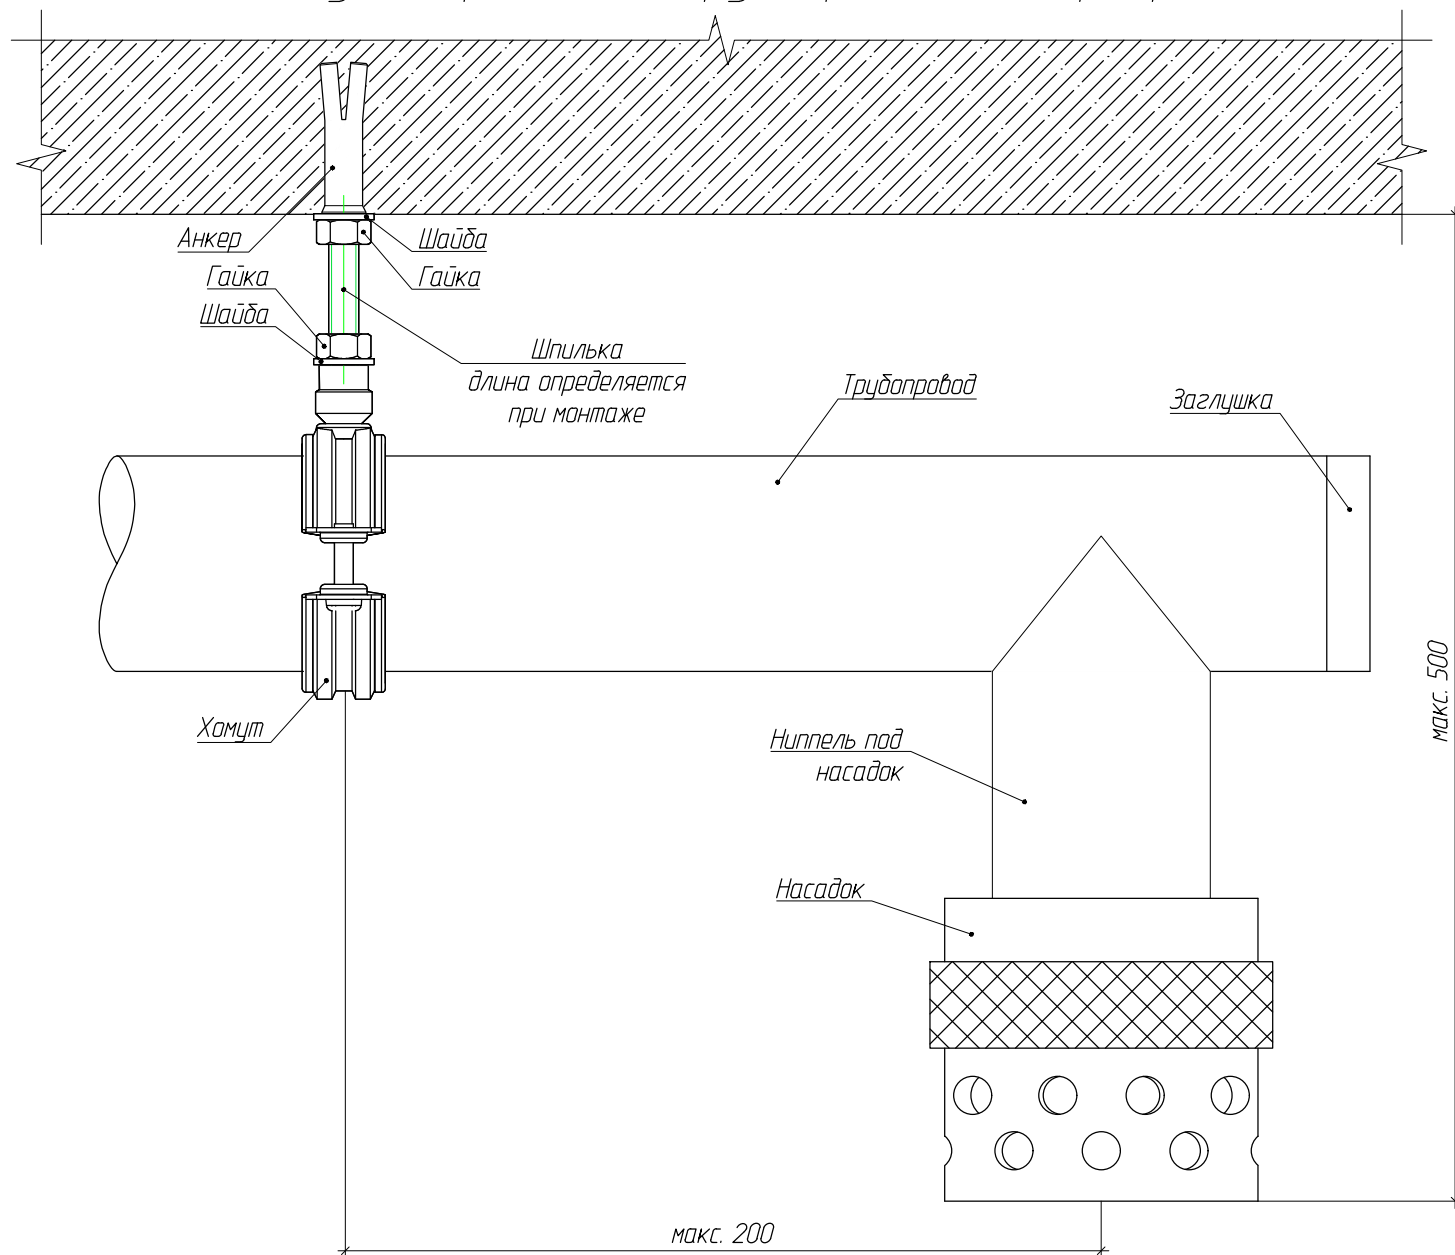 Анкер
Шайба
Гайка
Гайка
Шайба
Шпилька
длина определяется
при монтаже
Трубопровод
Заглушка
Хомут
Ниппель под
насадок
Насадок
макс. 500
макс. 200